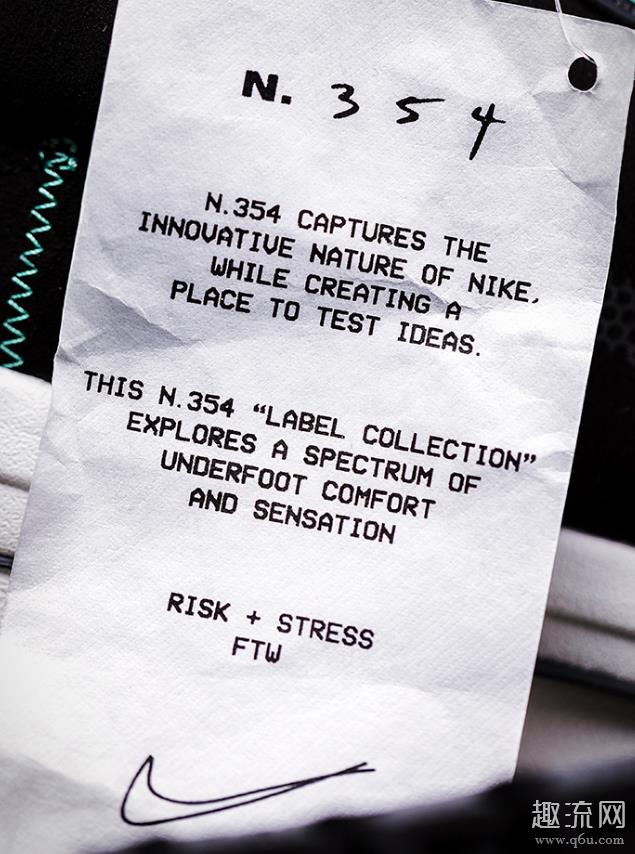 N. 354
N.354 CAPTURES THE
INNOVATIVE NATURE OF NIKE,
WHILE CREATING A
PLACE TO TEST IDEAS.
THIS N.354 “LABEL COLLECTION”
EXPLORES A SPECTRUM OF
UNDERFOOT COMFORT
AND SENSATION
RISK + STRESS
FTW
趣流网
www.q6u.com